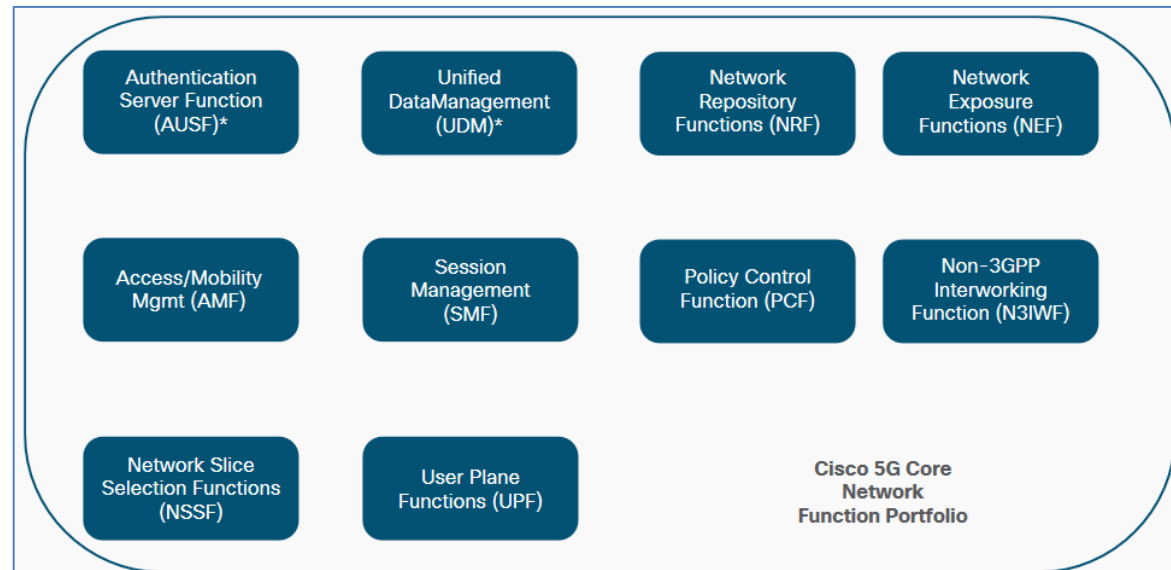 Authentication
Server Function
(AUSF)*
Unified
DataManagement
(UDM)*
Network
Repository
Functions (NRF)
Network
Exposure
Functions (NEF)
Access/Mobility
Mgmt (AMF)
Session
Management
(SMF)
Policy Control
Function (PCF)
Non-3GPP
Interworking
Function (N3IWF)
Network Slice
Selection Functions
(NSSF)
User Plane
Functions (UPF)
Cisco 5G Core
Network
Function Portfolio